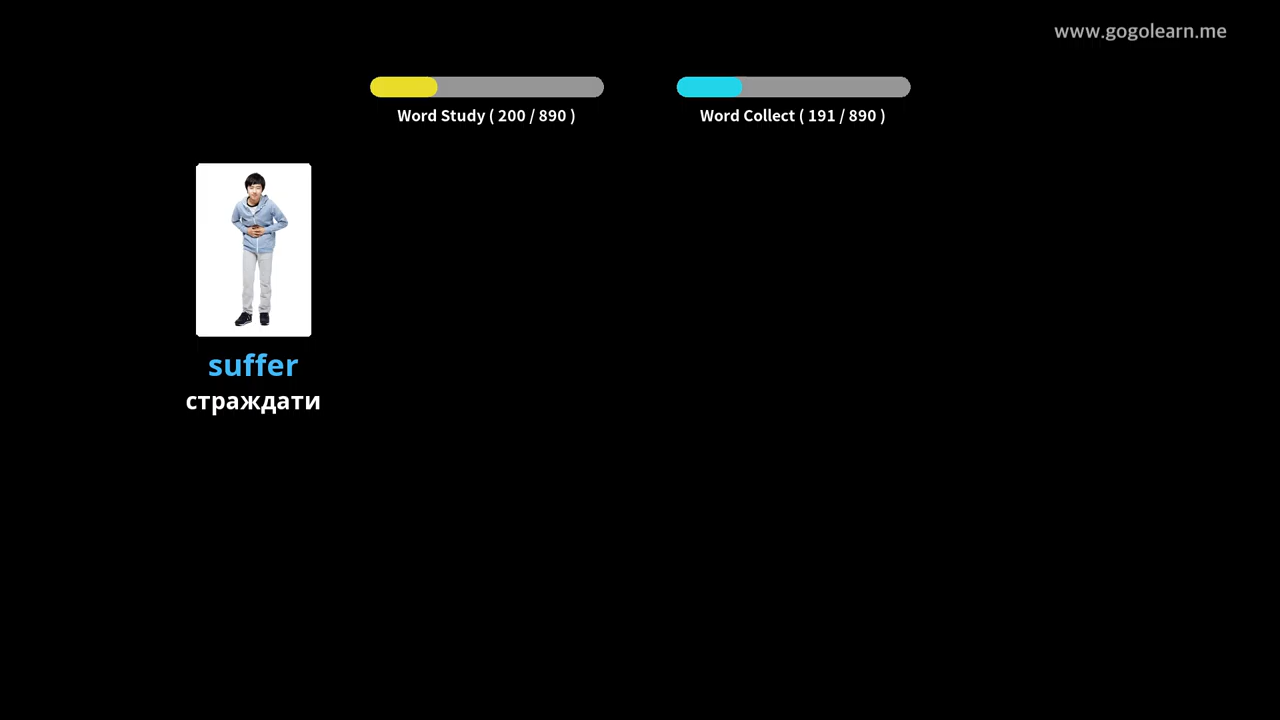 www.gogolearn.me
Word Study ( 200 / 890 )
Word Collect ( 191 / 890 )
suffer
страждати